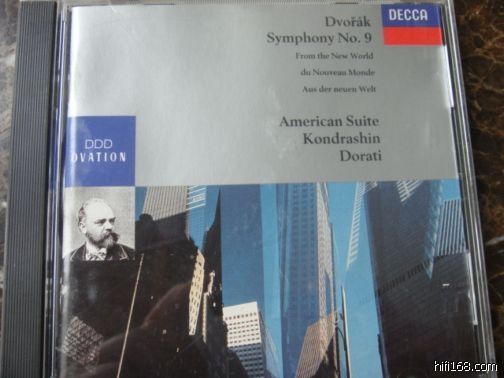 Dvořák
Symphony No. 9
From the New World
du Nouveau Monde
Aus der neuen Welt
American Suite
Kondrashin
Dorati
DECCA
DDD
OVATION
hifi168.com